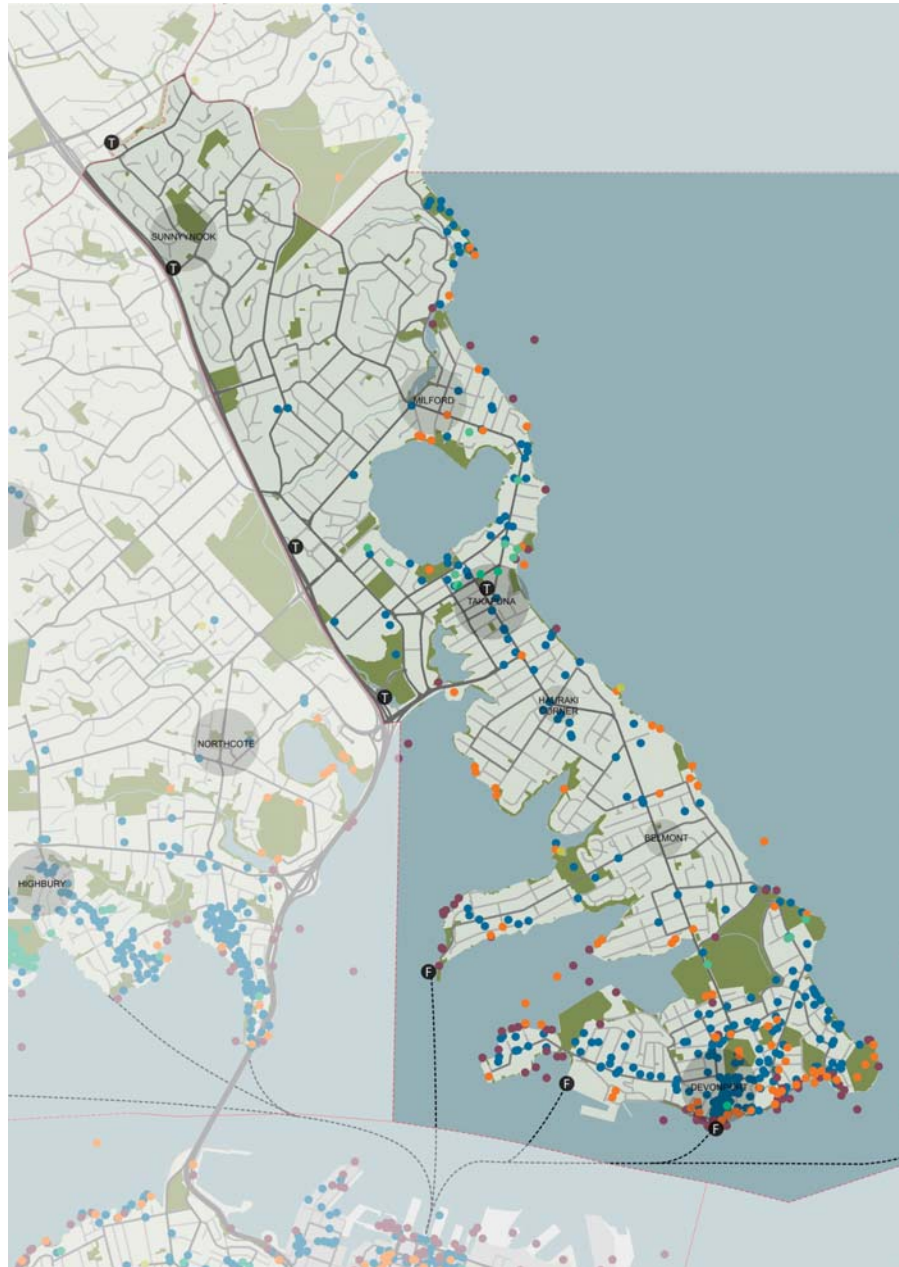 T
SUNNYNOOK
T
MILFORD
T
T
TAKAPUNA
T
HAURAKI
CORNER
NORTHCOTE
BELMONT
HIGHBURY
F
F
DEVONPORT
F